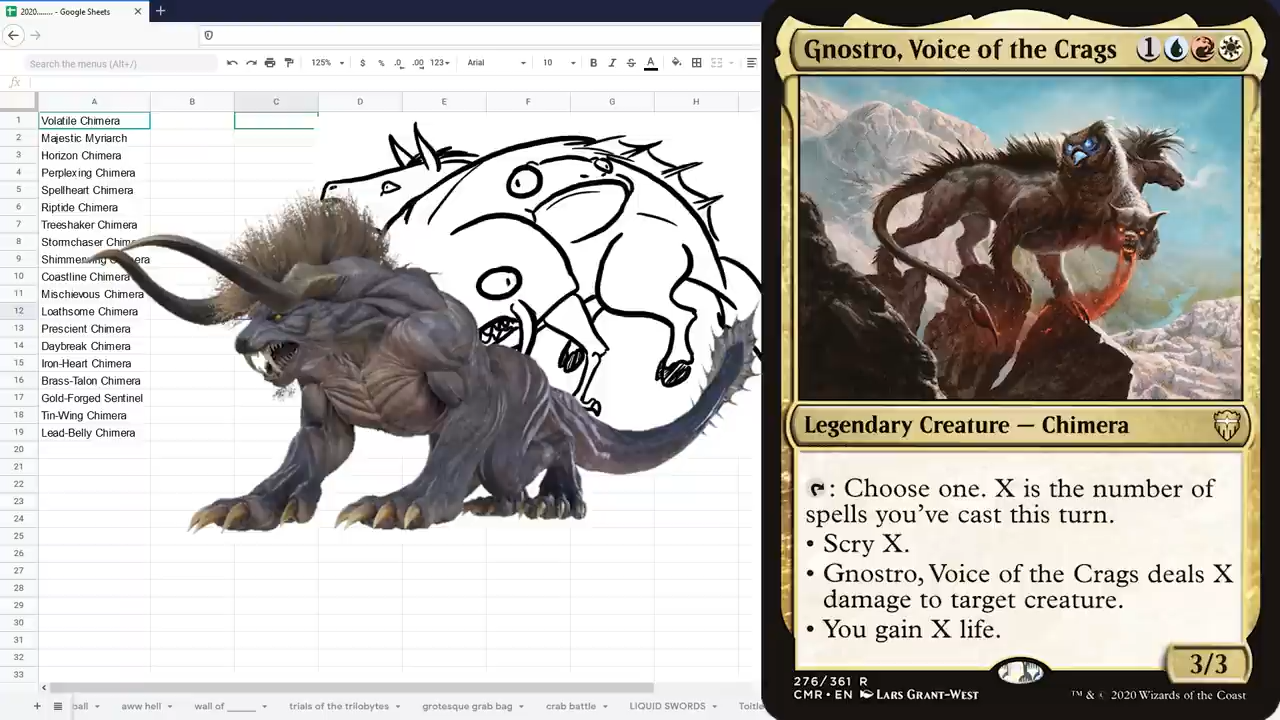 2020........ - Google Sheets
Search the menus (Alt+/)
125%
$ % .0 .00 123
Arial
10
B I S A
fx
A B C D E F G H
1 Volatile Chimera
2 Majestic Myriarch
3 Horizon Chimera
4 Perplexing Chimera
5 Spellheart Chimera
6 Riptide Chimera
7 Treeshaker Chimera
8 Stormchaser Chime
9 Shimmerwing era
10 Coastline Chimera
11 Mischievous Chimera
12 Loathsome Chimera
13 Prescient Chimera
14 Daybreak Chimera
15 Iron-Heart Chimera
16 Brass-Talon Chimera
17 Gold-Forged Sentinel
18 Tin-Wing Chimera
19 Lead-Belly Chimera
20
21
22
23
24
25
26
27
28
29
30
31
32
33
ball aww hell wall of _____ trials of the trilobytes grotesque grab bag crab battle LIQUID SWORDS Toitle
Gnostro, Voice of the Crags 1
Legendary Creature — Chimera
: Choose one. X is the number of
spells you've cast this turn.
• Scry X.
• Gnostro, Voice of the Crags deals X
damage to target creature.
• You gain X life.
3/3
276/361 R
CMR • EN Lars Grant-West
™ & © 2020 Wizards of the Coast